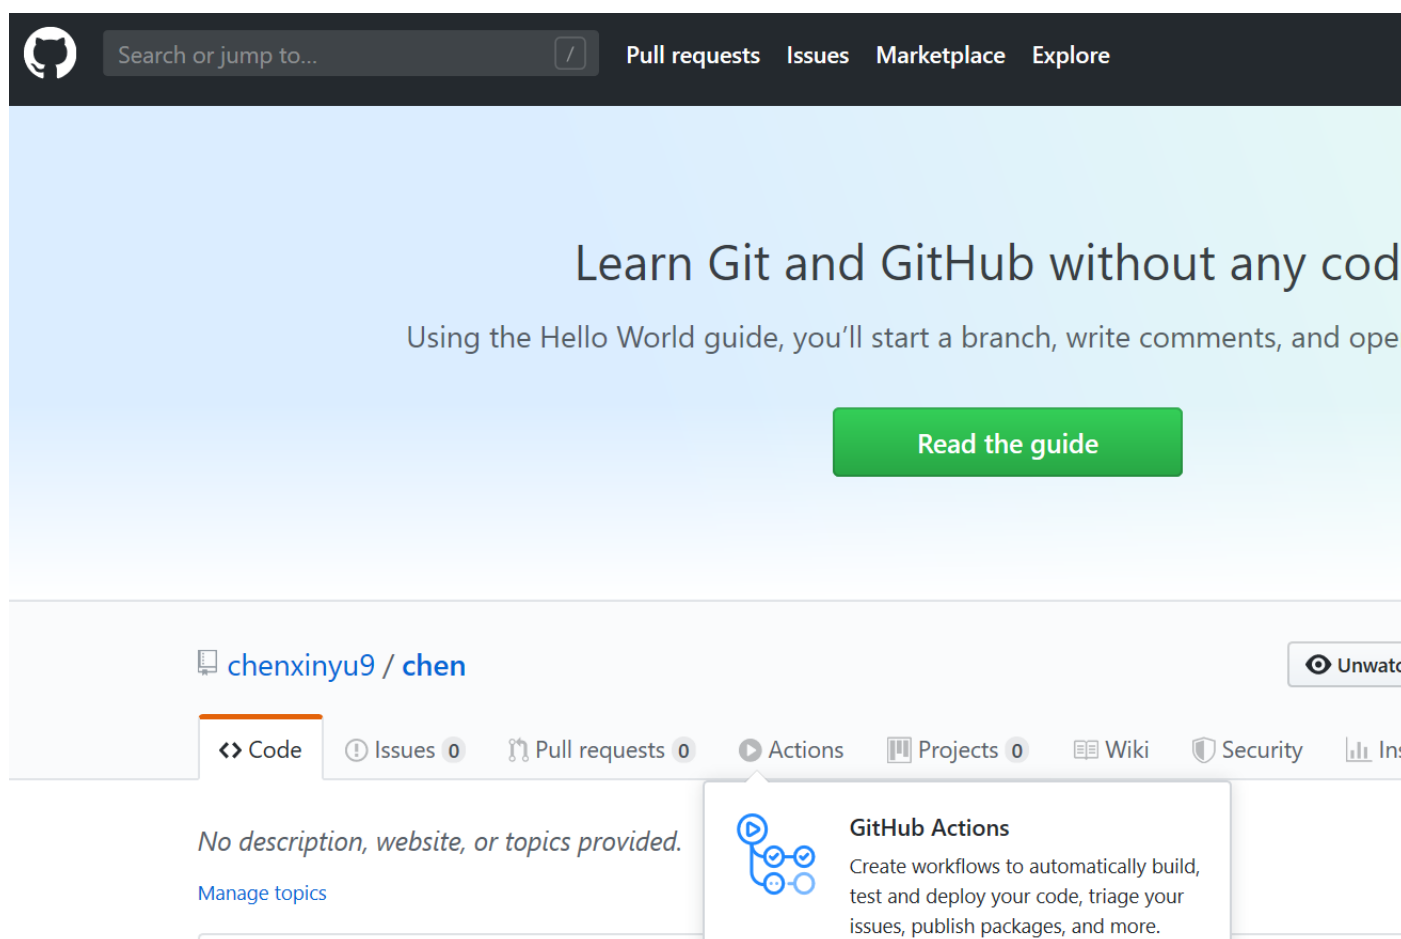 Search or jump to... /
Pull requests Issues Marketplace Explore
Learn Git and GitHub without any cod
Using the Hello World guide, you'll start a branch, write comments, and ope
Read the guide
chenxinyu9 / chen
Unwatc
Code Issues 0 Pull requests 0 Actions Projects 0 Wiki Security Ins
No description, website, or topics provided.
Manage topics
GitHub Actions
Create workflows to automatically build,
test and deploy your code, triage your
issues, publish packages, and more.